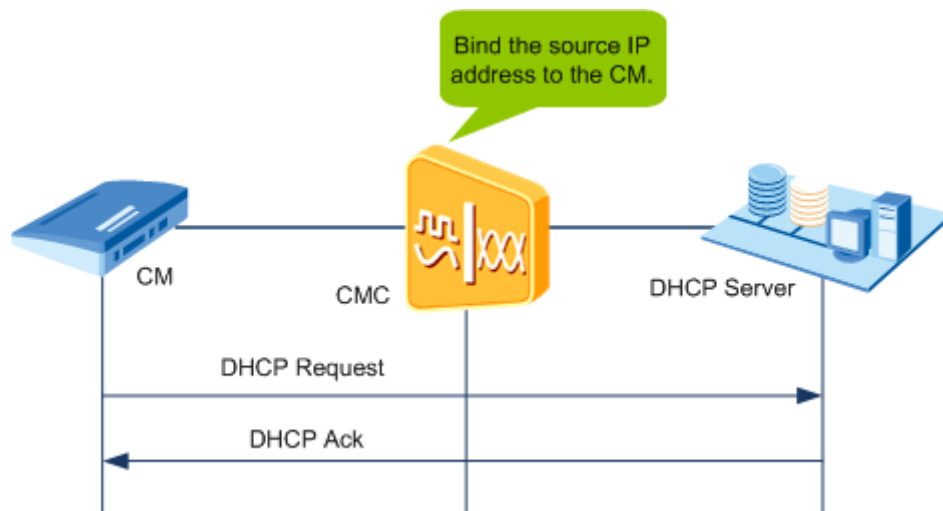 Bind the source IP
address to the CM.
CM
CMC
DHCP Server
DHCP Request
DHCP Ack